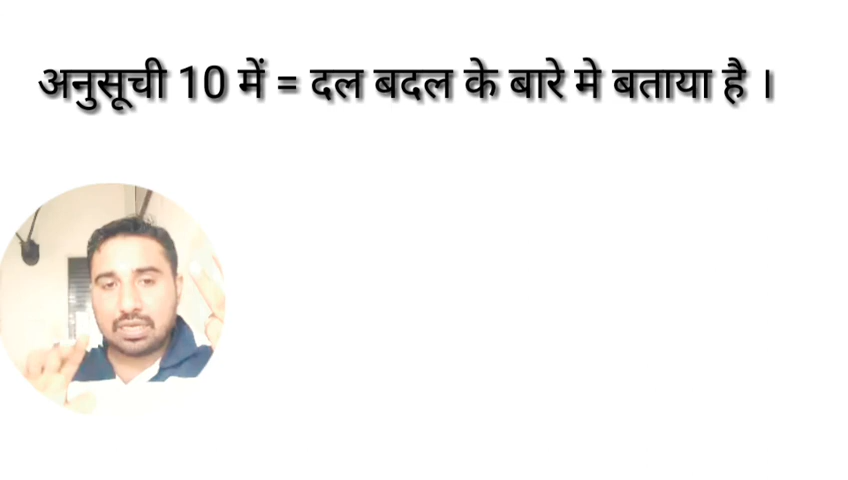 अनुसूची 10 में = दल बदल के बारे मे बताया है ।